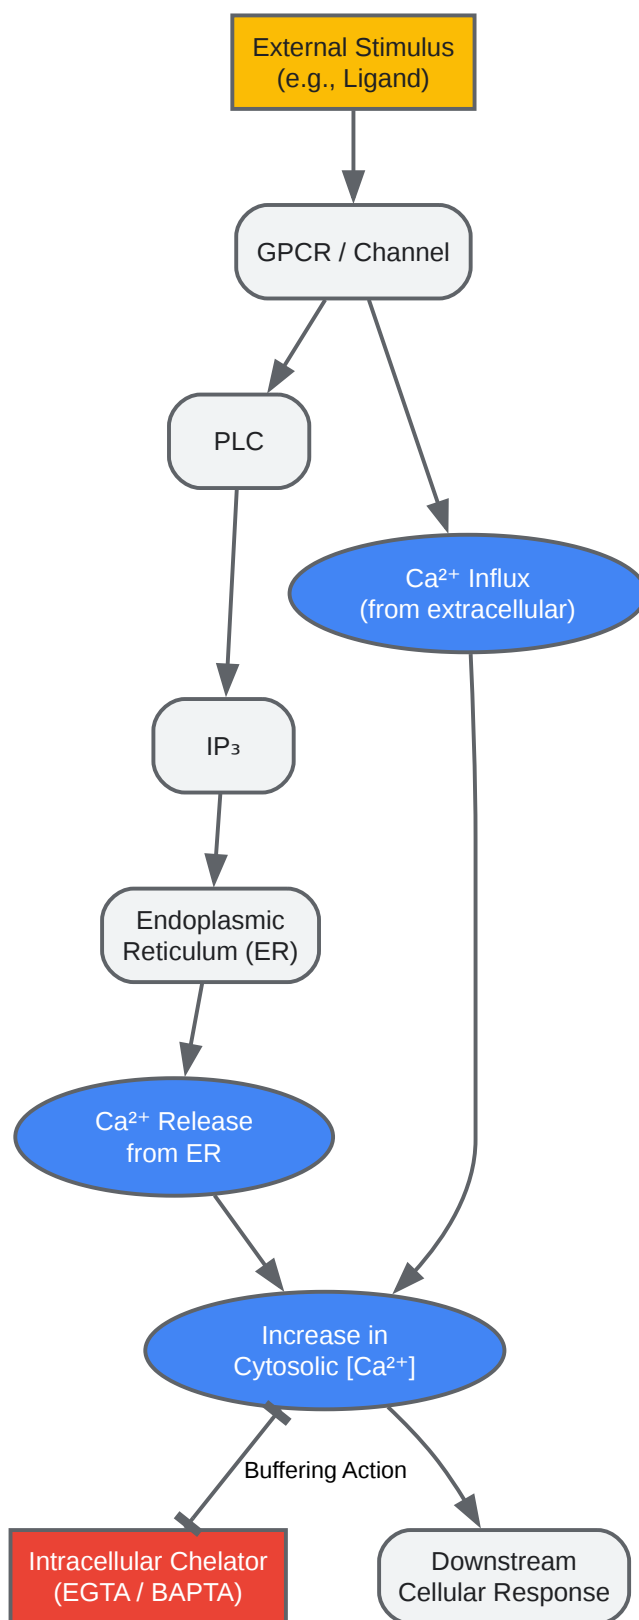 External Stimulus
(e.g., Ligand)
GPCR / Channel
PLC
Ca²⁺ Influx
(from extracellular)
IP₃
Endoplasmic
Reticulum (ER)
Ca²⁺ Release
from ER
Increase in
Cytosolic [Ca²⁺]
Buffering Action
Intracellular Chelator
(EGTA / BAPTA)
Downstream
Cellular Response